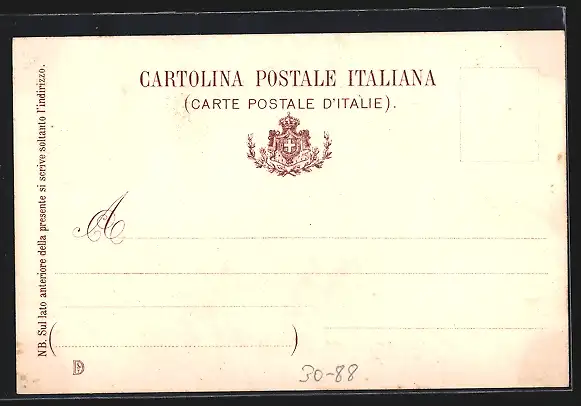 CARTOLINA POSTALE ITALIANA
(CARTE POSTALE D'ITALIE).
NB. Sul lato anteriore della presente si scrive soltanto l'indirizzo.
A
( )
30-88